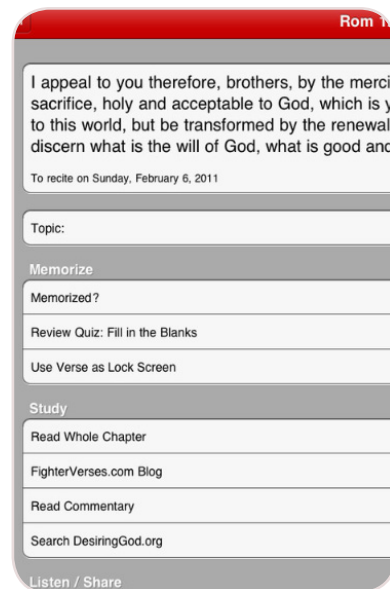 Rom 1
I appeal to you therefore, brothers, by the merci
sacrifice, holy and acceptable to God, which is y
to this world, but be transformed by the renewal
discern what is the will of God, what is good and
To recite on Sunday, February 6, 2011
Topic:
Memorize
Memorized?
Review Quiz: Fill in the Blanks
Use Verse as Lock Screen
Study
Read Whole Chapter
FighterVerses.com Blog
Read Commentary
Search DesiringGod.org
Listen / Share